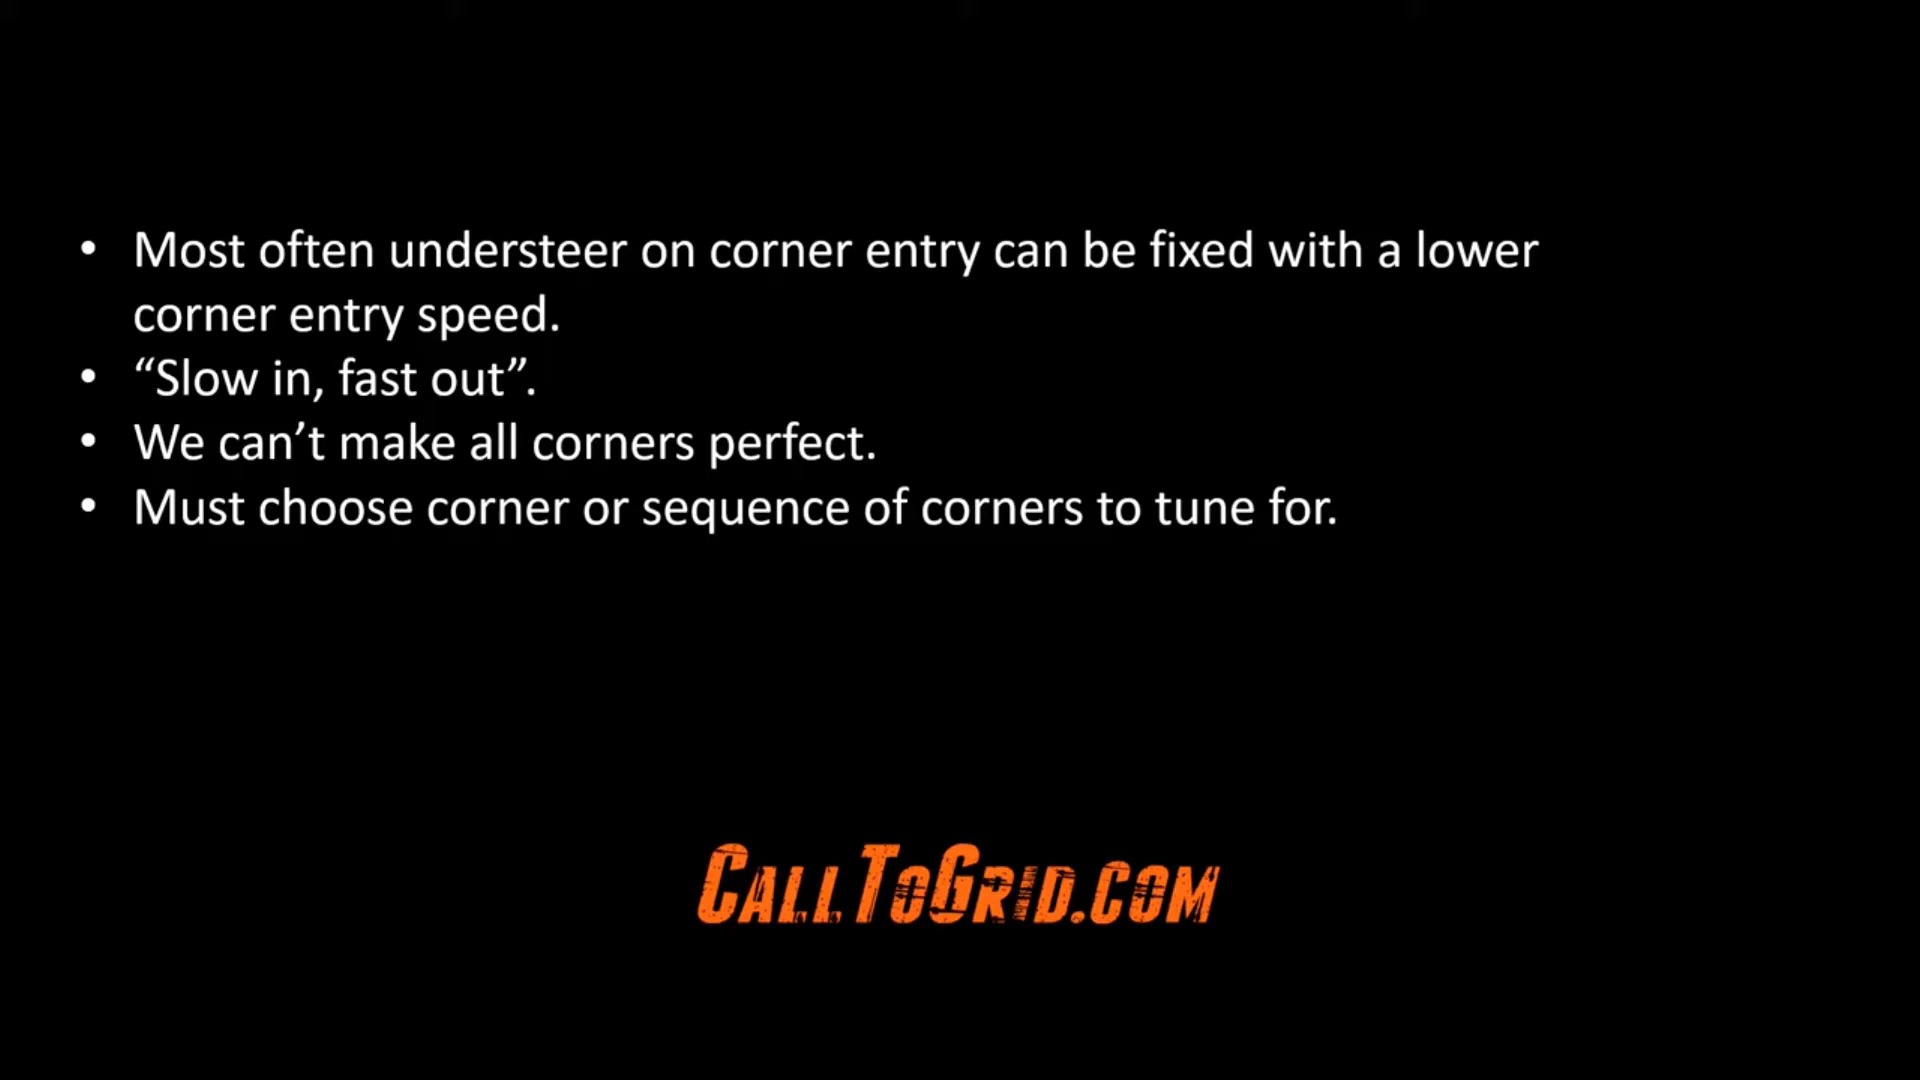 • Most often understeer on corner entry can be fixed with a lower
corner entry speed.
• “Slow in, fast out”.
• We can’t make all corners perfect.
• Must choose corner or sequence of corners to tune for.
CALLTOGRID.COM